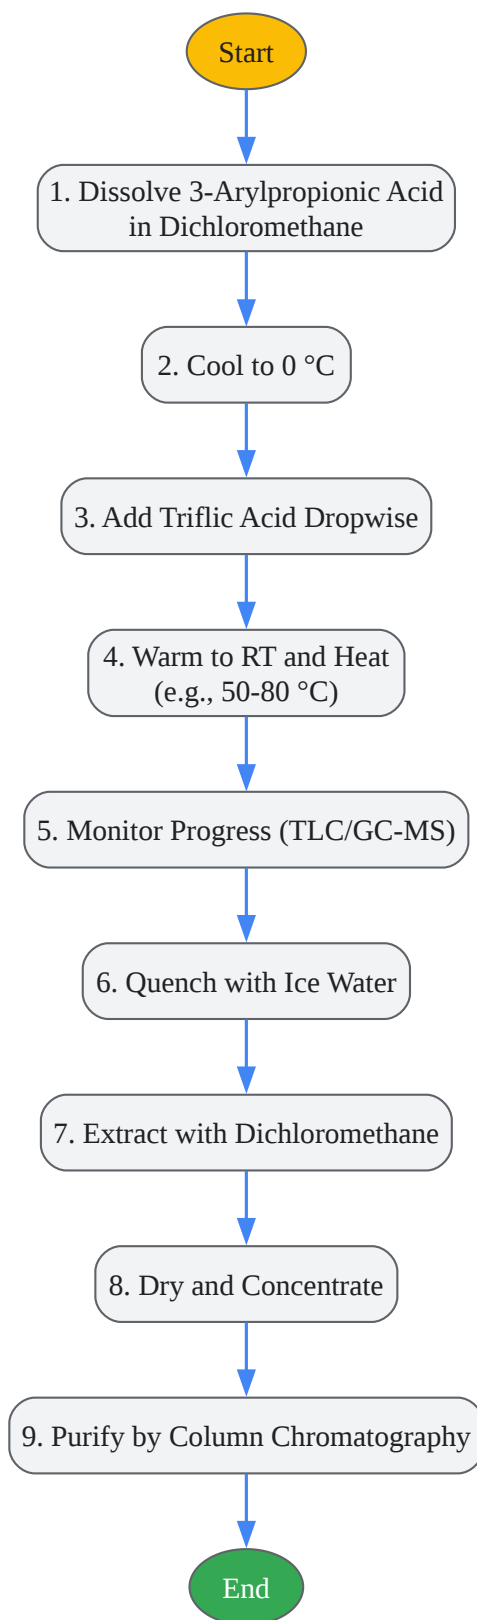 Start
1. Dissolve 3-Arylpropionic Acid
in Dichloromethane
2. Cool to 0 °C
3. Add Triflic Acid Dropwise
4. Warm to RT and Heat
(e.g., 50-80 °C)
5. Monitor Progress (TLC/GC-MS)
6. Quench with Ice Water
7. Extract with Dichloromethane
8. Dry and Concentrate
9. Purify by Column Chromatography
End